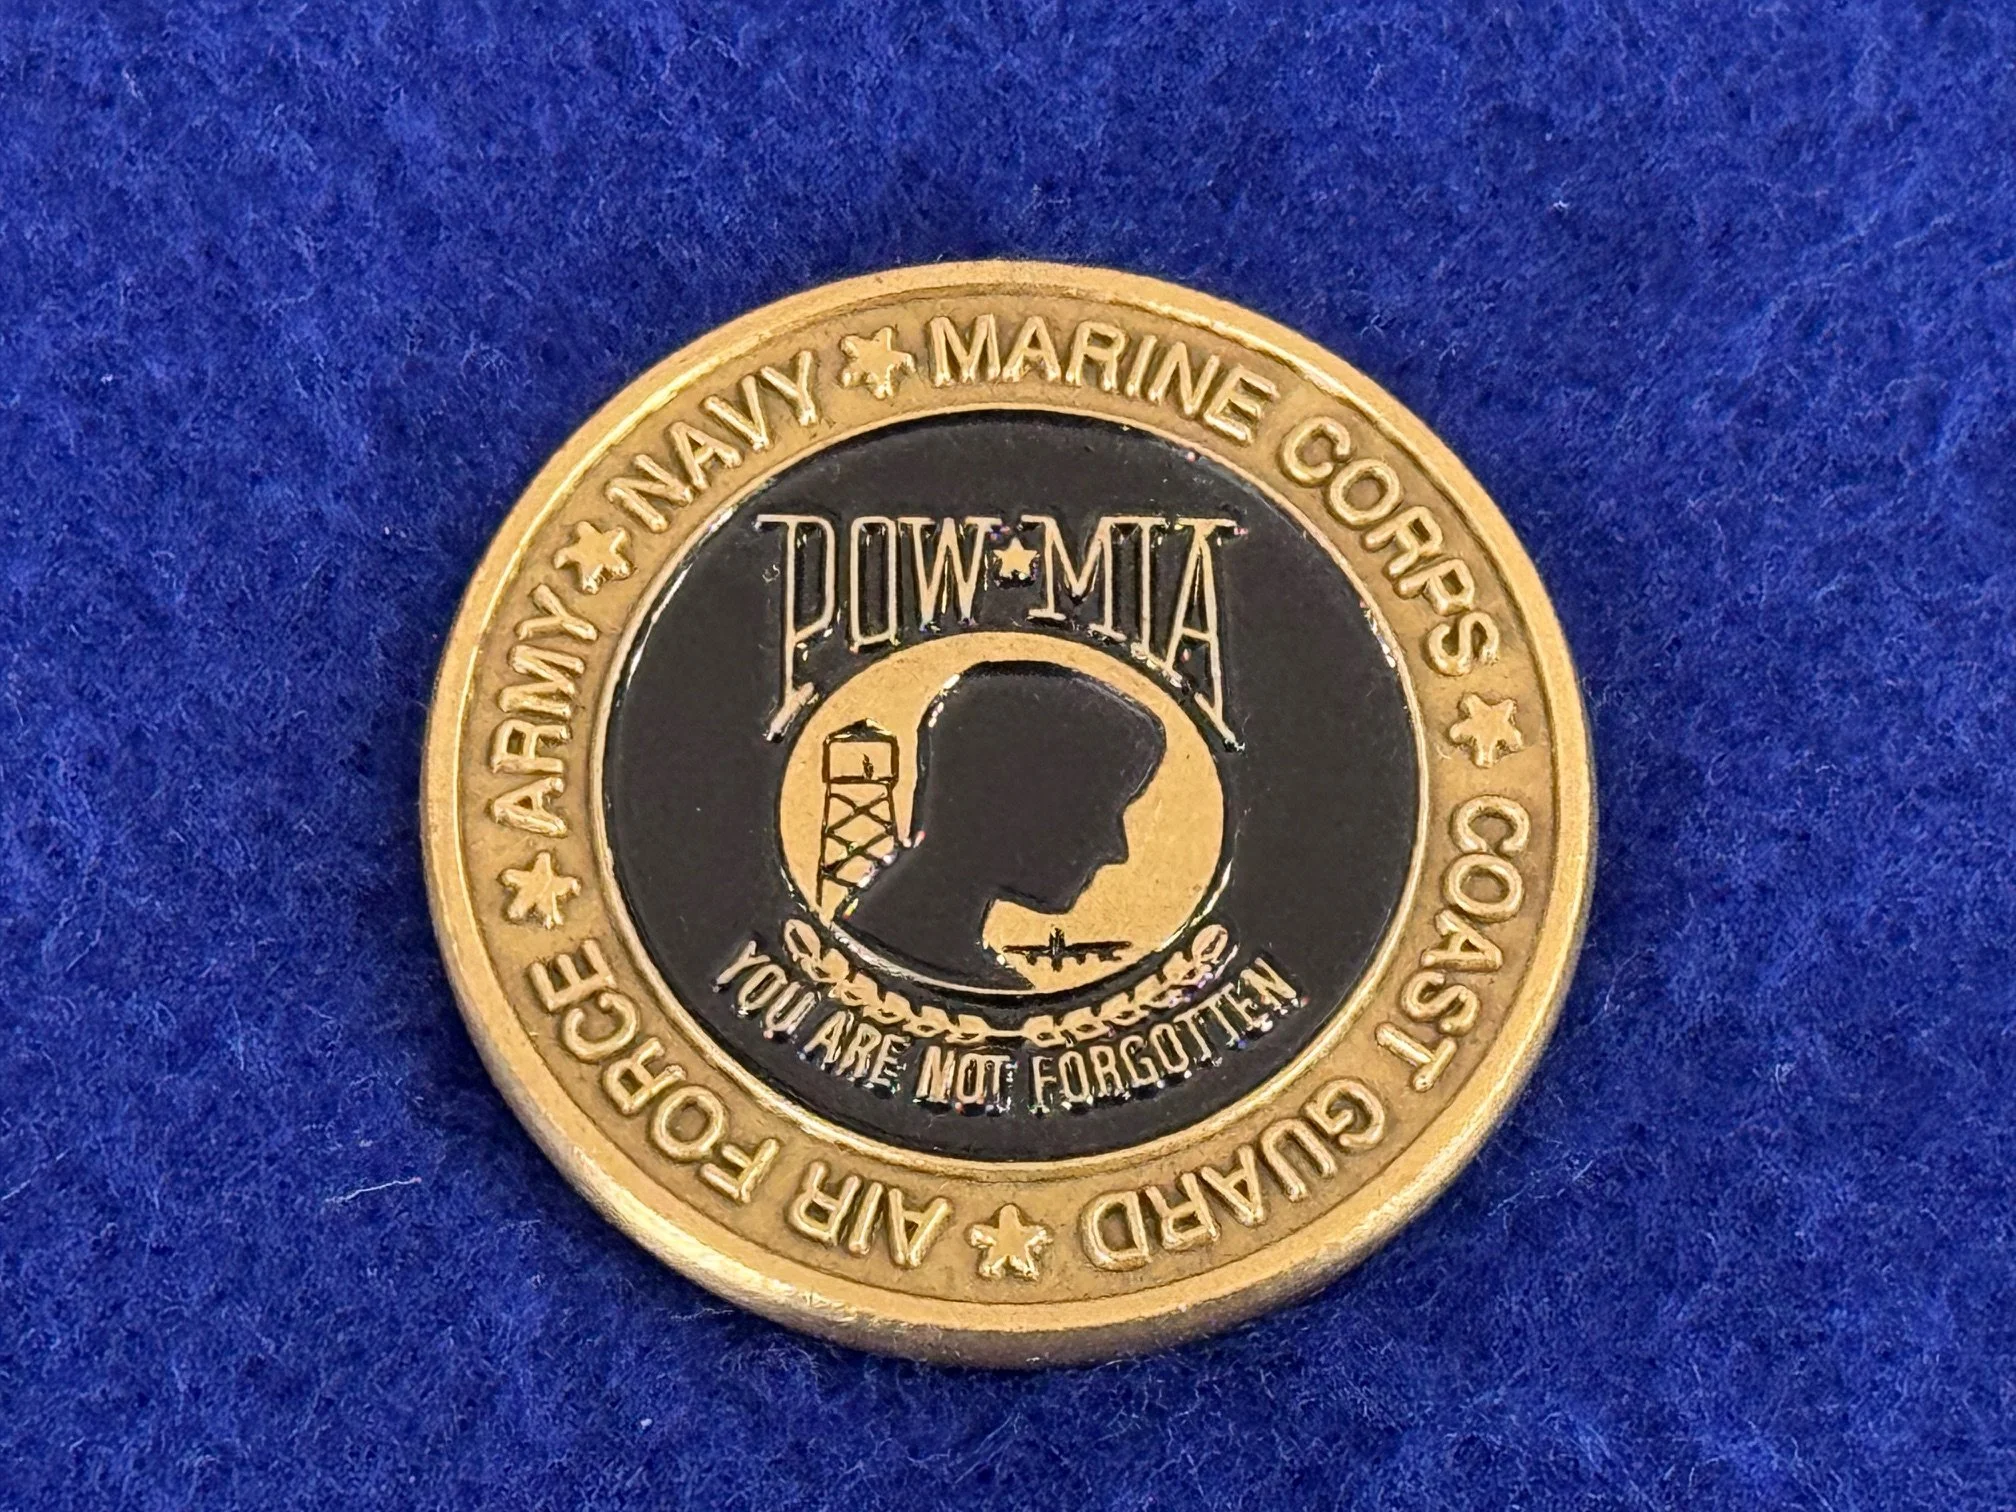 ARMY ★ NAVY ★ MARINE CORPS ★ COAST GUARD ★ AIR FORCE ★
POW★MIA
YOU ARE NOT FORGOTTEN